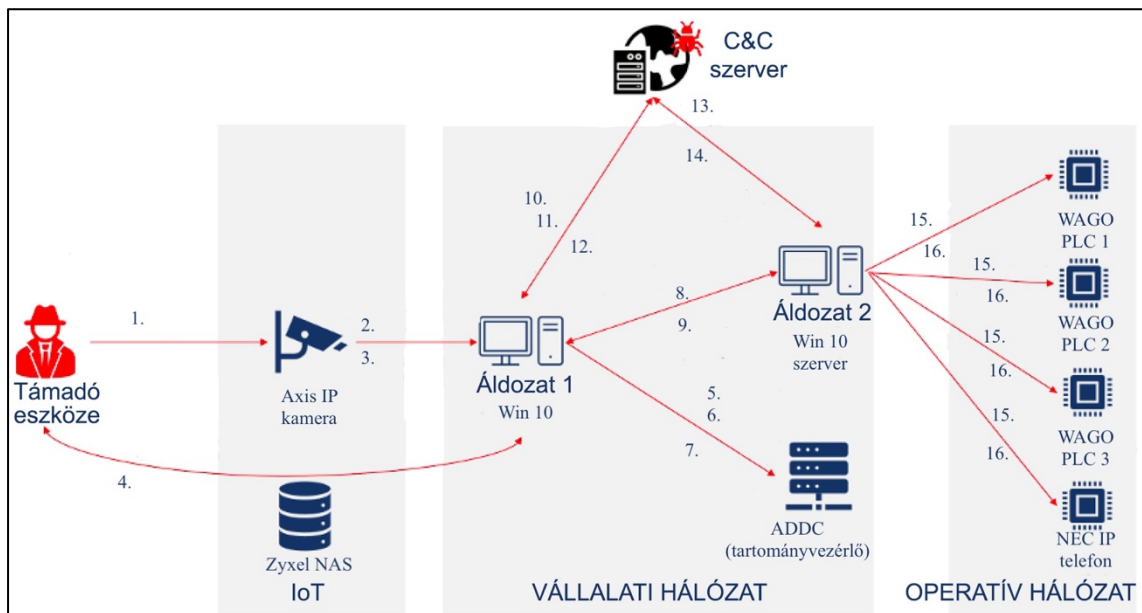 C&C
szerver
13.
14.
10.
11.
12.
15.
16.
WAGO
PLC 1
8.
9.
15.
16.
WAGO
PLC 2
1.
2.
3.
Támadó
eszköze
Axis IP
kamera
Áldozat 1
Win 10
Áldozat 2
Win 10
szerver
15.
16.
WAGO
PLC 3
5.
6.
7.
15.
16.
4.
Zyxel NAS
ADDC
(tartományvezérlő)
NEC IP
telefon
IoT
VÁLLALATI HÁLÓZAT
OPERATÍV HÁLÓZAT